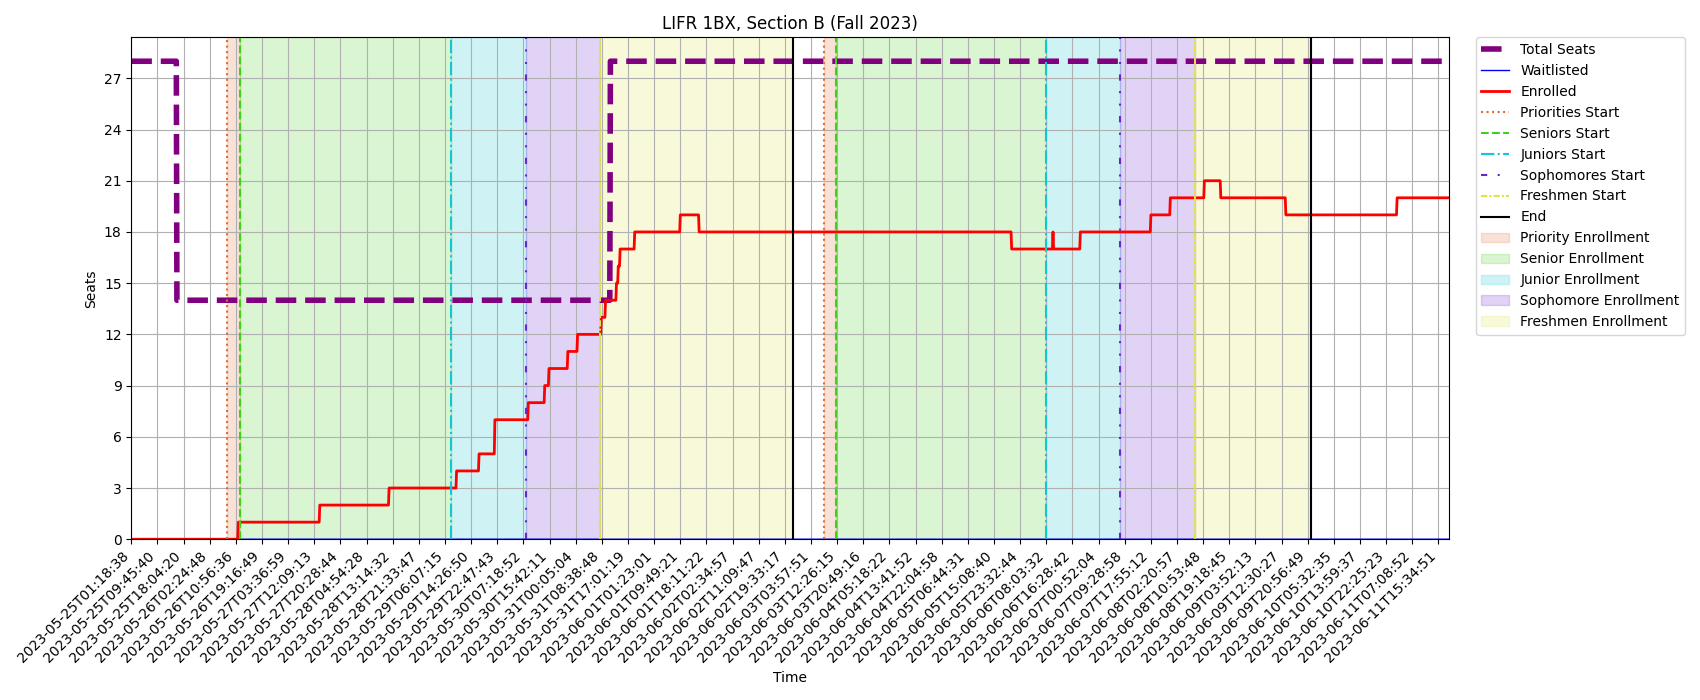 LIFR 1BX, Section B (Fall 2023)
Total Seats
Waitlisted
Enrolled
Priorities Start
Seniors Start
Juniors Start
Sophomores Start
Freshmen Start
End
Priority Enrollment
Senior Enrollment
Junior Enrollment
Sophomore Enrollment
Freshmen Enrollment
Seats
27
24
21
18
15
12
9
6
3
0
2023-05-25T01:18:38
2023-05-25T09:45:40
2023-05-25T18:04:20
2023-05-26T02:24:48
2023-05-26T10:56:36
2023-05-26T19:16:49
2023-05-27T03:36:59
2023-05-27T12:09:13
2023-05-27T20:28:44
2023-05-28T04:54:28
2023-05-28T13:14:32
2023-05-28T21:33:47
2023-05-29T06:07:15
2023-05-29T14:26:50
2023-05-29T22:47:43
2023-05-30T07:18:52
2023-05-30T15:42:11
2023-05-31T00:05:04
2023-05-31T08:38:48
2023-05-31T17:01:19
2023-06-01T01:23:01
2023-06-01T09:49:21
2023-06-01T18:11:22
2023-06-02T02:34:57
2023-06-02T11:09:47
2023-06-02T19:33:17
2023-06-03T03:57:51
2023-06-03T12:26:15
2023-06-03T20:49:16
2023-06-04T05:18:22
2023-06-04T13:41:52
2023-06-04T22:04:58
2023-06-05T06:44:31
2023-06-05T15:08:40
2023-06-05T23:32:44
2023-06-06T08:03:32
2023-06-06T16:28:42
2023-06-07T00:52:04
2023-06-07T09:28:58
2023-06-07T17:55:12
2023-06-08T02:20:57
2023-06-08T10:53:48
2023-06-08T19:18:45
2023-06-09T03:52:13
2023-06-09T12:30:27
2023-06-09T20:56:49
2023-06-10T05:32:35
2023-06-10T13:59:37
2023-06-10T22:25:23
2023-06-11T07:08:52
2023-06-11T15:34:51
Time